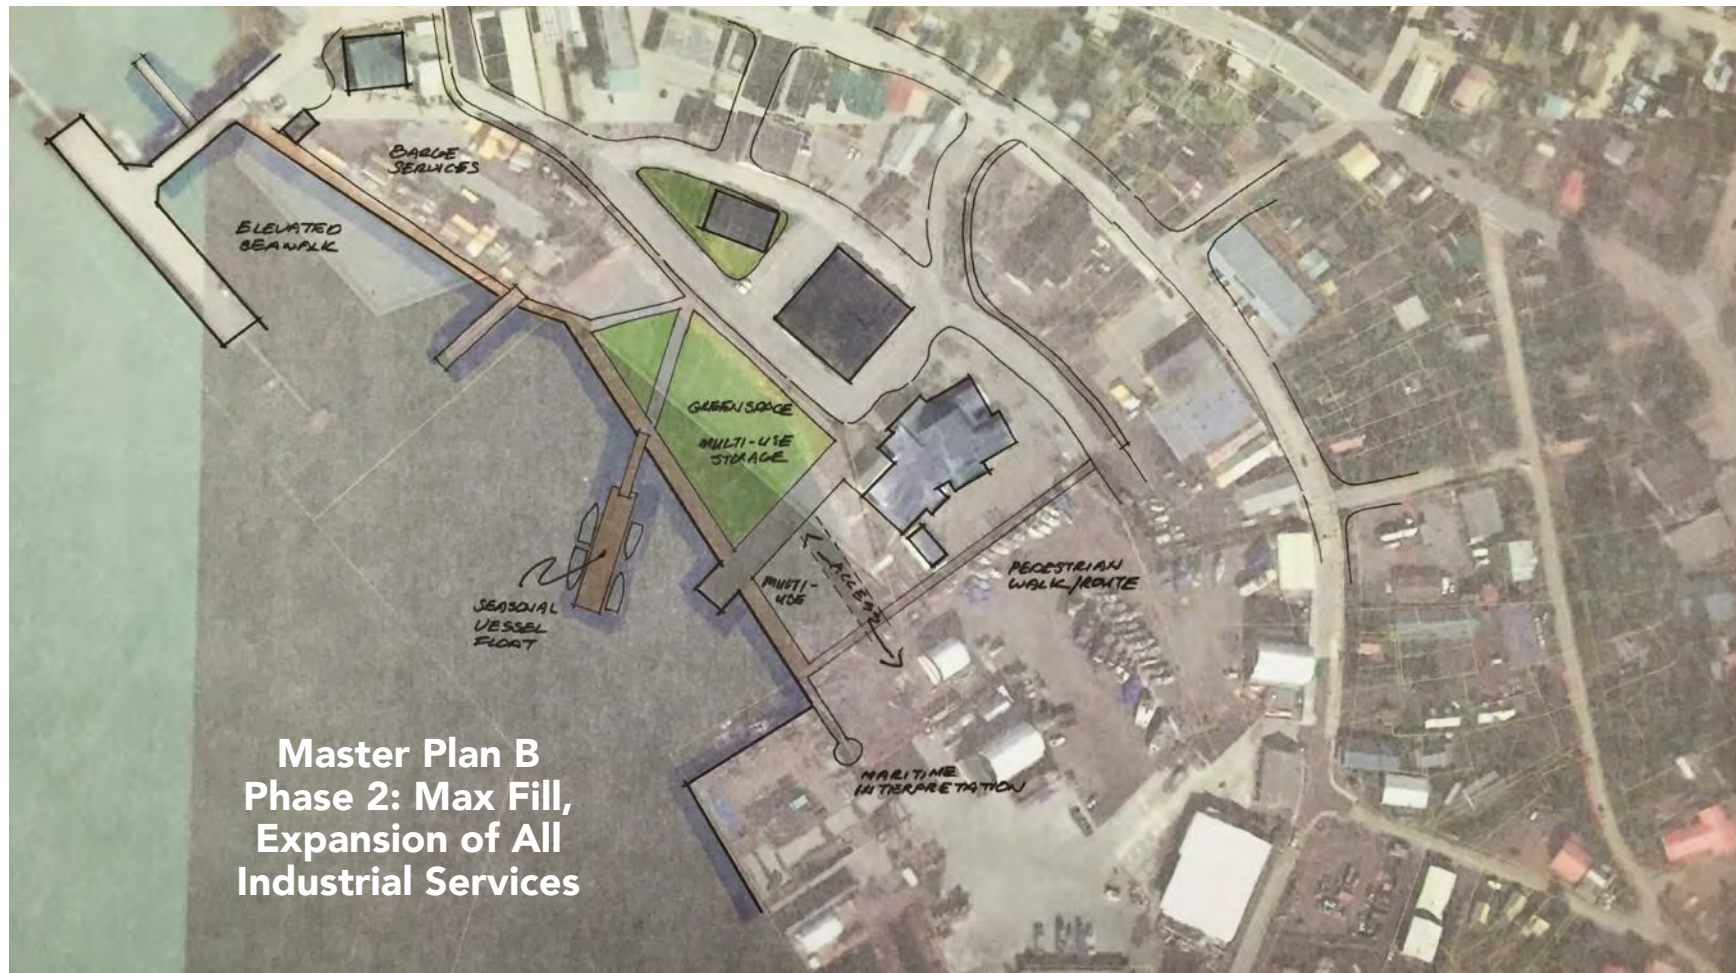 BARGE
SERVICES
ELEVATED
SEAWALK
GREENSPACE
MULTI-USE
STORAGE
MULTI-
USE
ACCESS
PEDESTRIAN
WALK/ROUTE
SEASONAL
VESSEL
FLOAT
MARITIME
INTERPRETATION
Master Plan B
Phase 2: Max Fill,
Expansion of All
Industrial Services